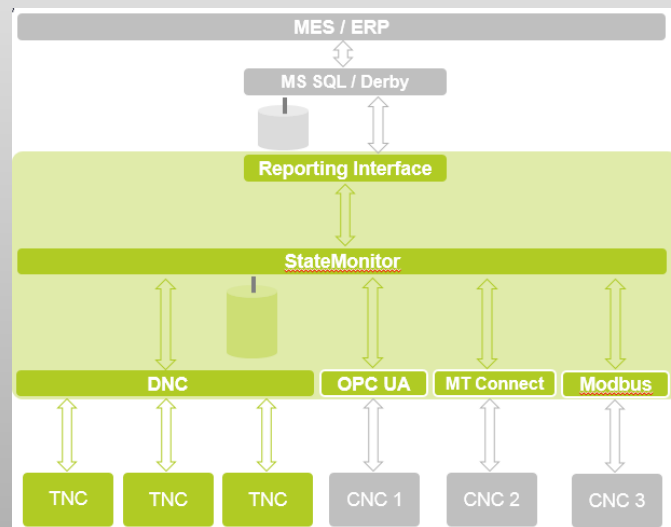 MES / ERP
MS SQL / Derby
Reporting Interface
StateMonitor
DNC
OPC UA
MT Connect
Modbus
TNC
TNC
TNC
CNC 1
CNC 2
CNC 3